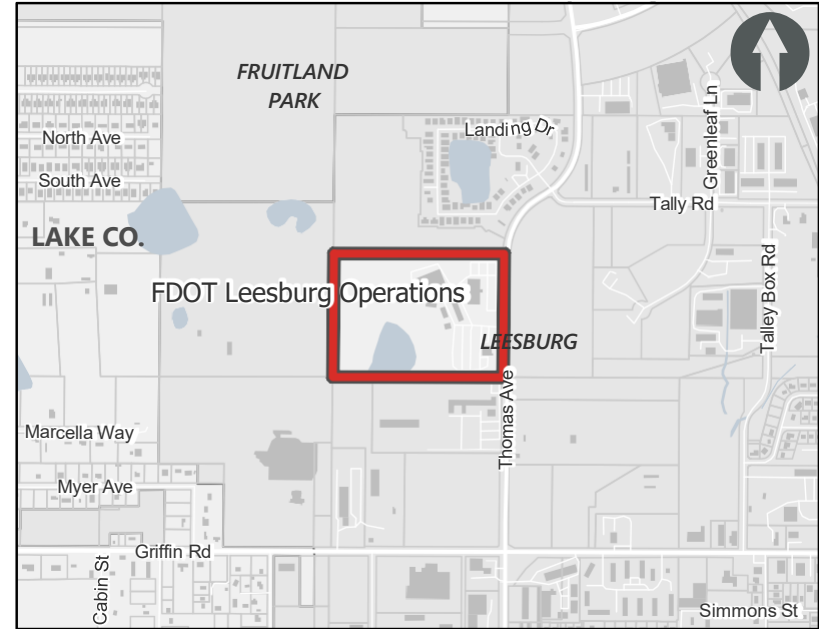 FRUITLAND
PARK
Landing Dr
Greenleaf Ln
North Ave
South Ave
Tally Rd
LAKE CO.
Talley Box Rd
FDOT Leesburg Operations
LEESBURG
Thomas Ave
Marcella Way
Myer Ave
Griffin Rd
Cabin St
Simmons St